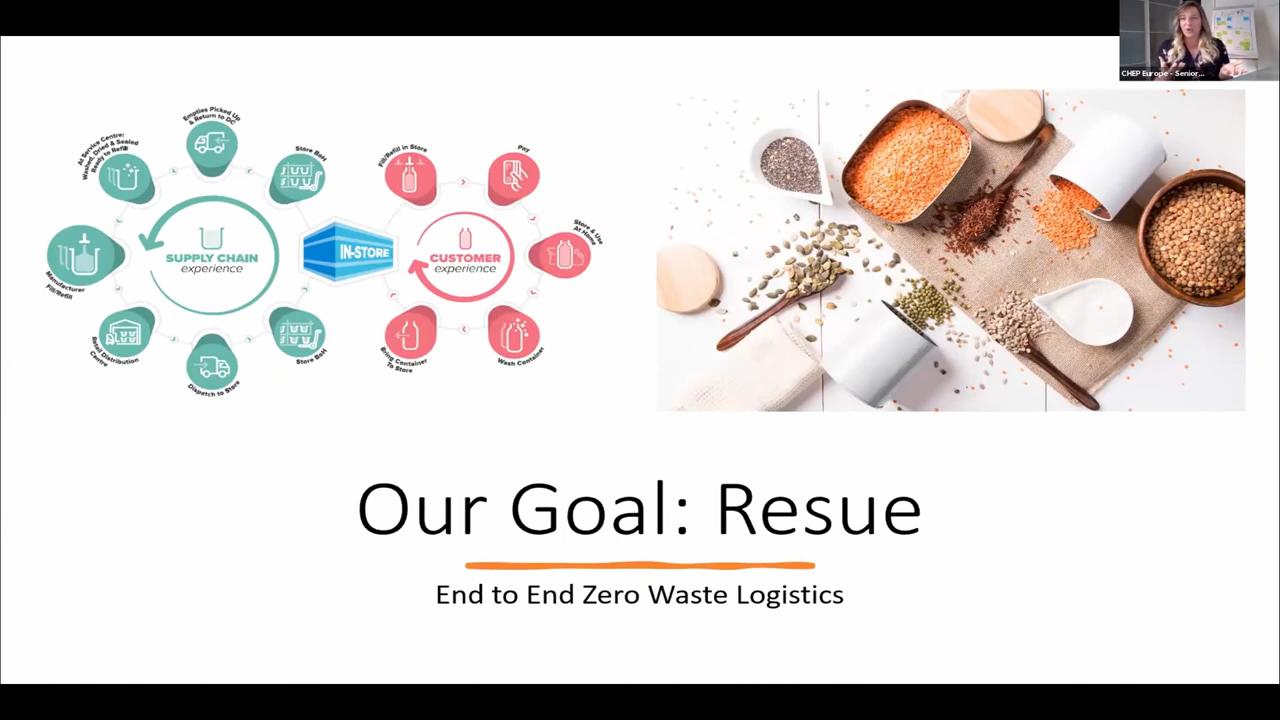 CHEP Europe - Senior...
Empties Picked Up
& Return to DC
At Service Centre:
Washed, Dried & Sealed
Ready to Refill
Store BoH
Fill/Refill in Store
Pay
SUPPLY CHAIN
experience
IN-STORE
CUSTOMER
experience
Store & Use
At Home
Manufacturer
Fill/Refill
Retail Distribution
Centre
Dispatch to Store
Store BoH
Bring Container
To Store
Wash Container
Our Goal: Resue
End to End Zero Waste Logistics